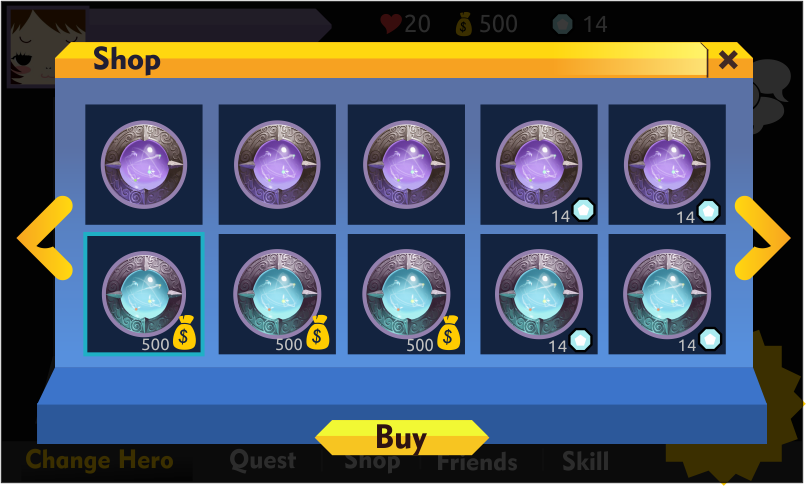 20 $ 500 14
Shop
14 14
500 $ 500 $ 500 $ 14 14
Buy
Change Hero Quest Shop Friends Skill